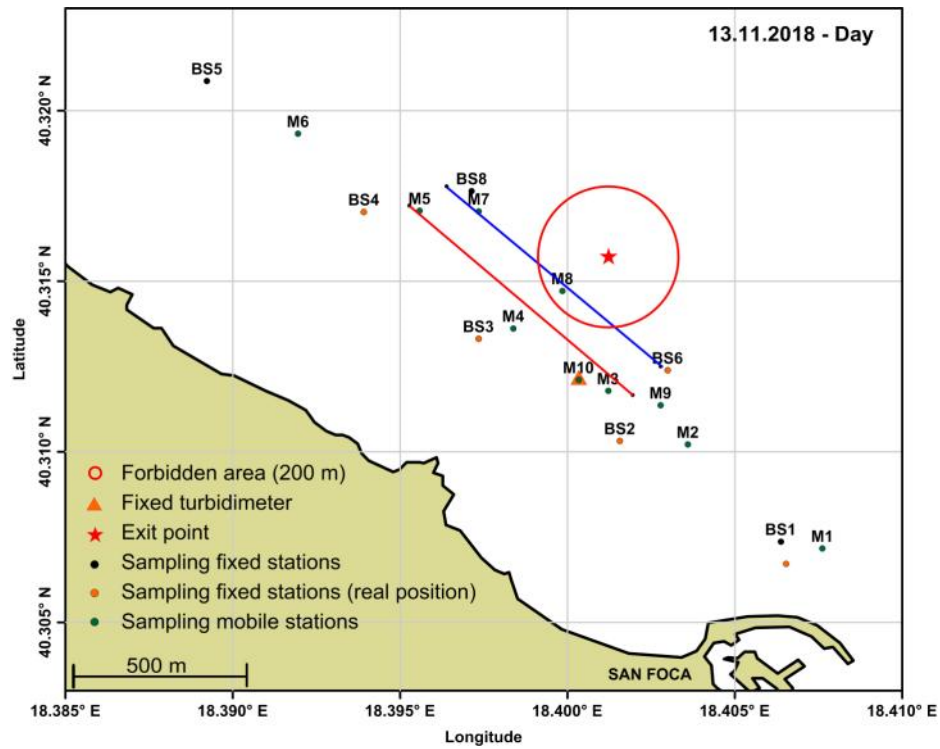 13.11.2018 - Day
BS5
M6
BS8
BS4
M5
M7
M8
M4
BS3
BS6
M10
M3
M9
BS2
M2
BS1
M1
Forbidden area (200 m)
Fixed turbidimeter
Exit point
Sampling fixed stations
Sampling fixed stations (real position)
Sampling mobile stations
500 m
SAN FOCA
40.320° N
40.315° N
40.310° N
40.305° N
Latitude
18.385° E
18.390° E
18.395° E
18.400° E
18.405° E
18.410° E
Longitude